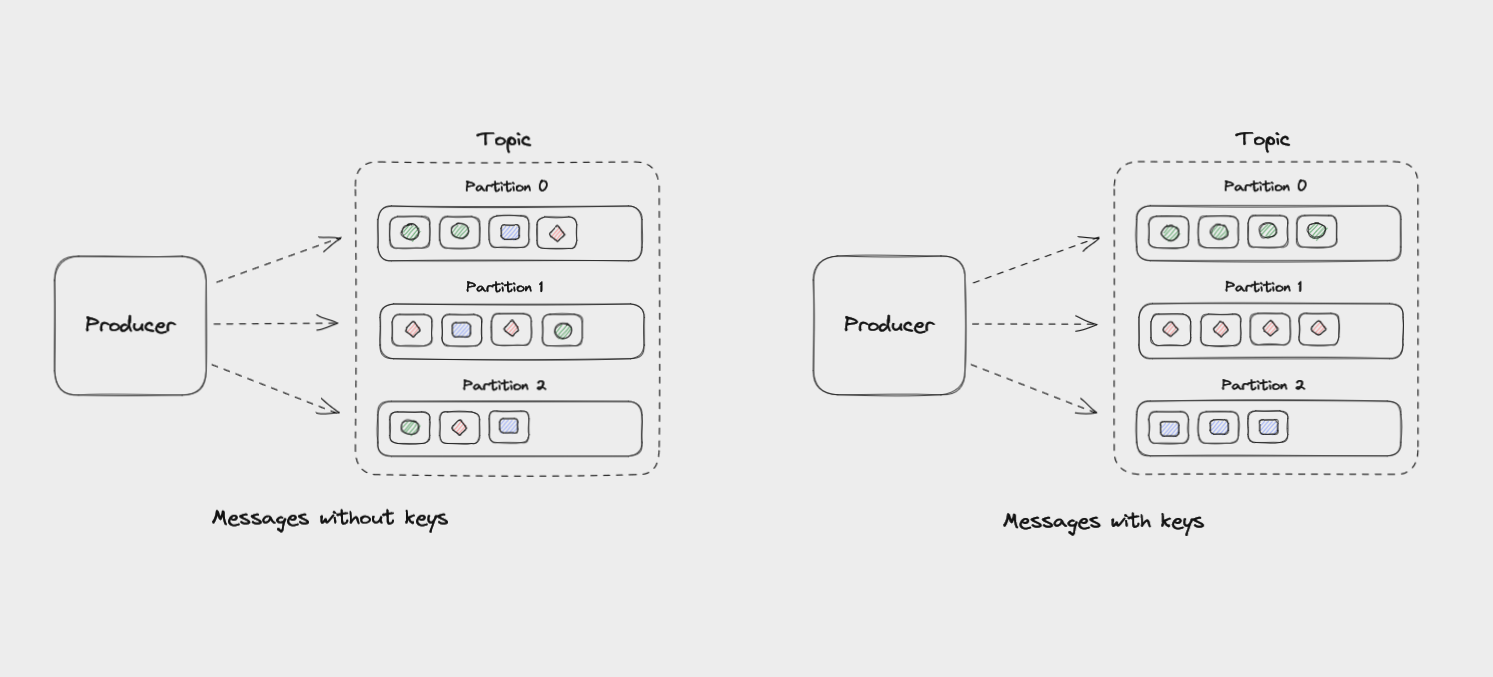 Topic
Partition 0
Partition 1
Producer
Partition 2
Messages without keys
Topic
Partition 0
Partition 1
Producer
Partition 2
Messages with keys